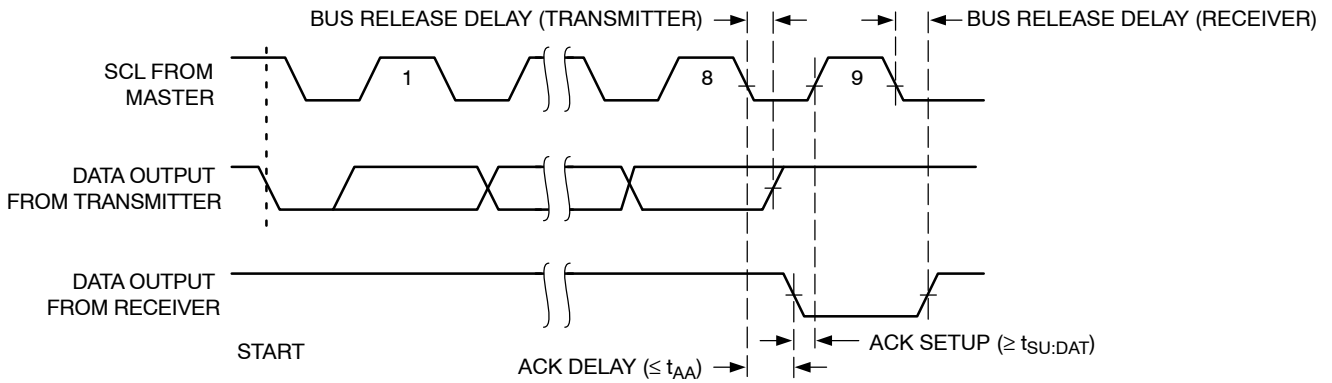 BUS RELEASE DELAY (TRANSMITTER)
BUS RELEASE DELAY (RECEIVER)
SCL FROM
MASTER
1
8
9
DATA OUTPUT
FROM TRANSMITTER
DATA OUTPUT
FROM RECEIVER
START
ACK SETUP (≥ tSU:DAT)
ACK DELAY (≤ tAA)